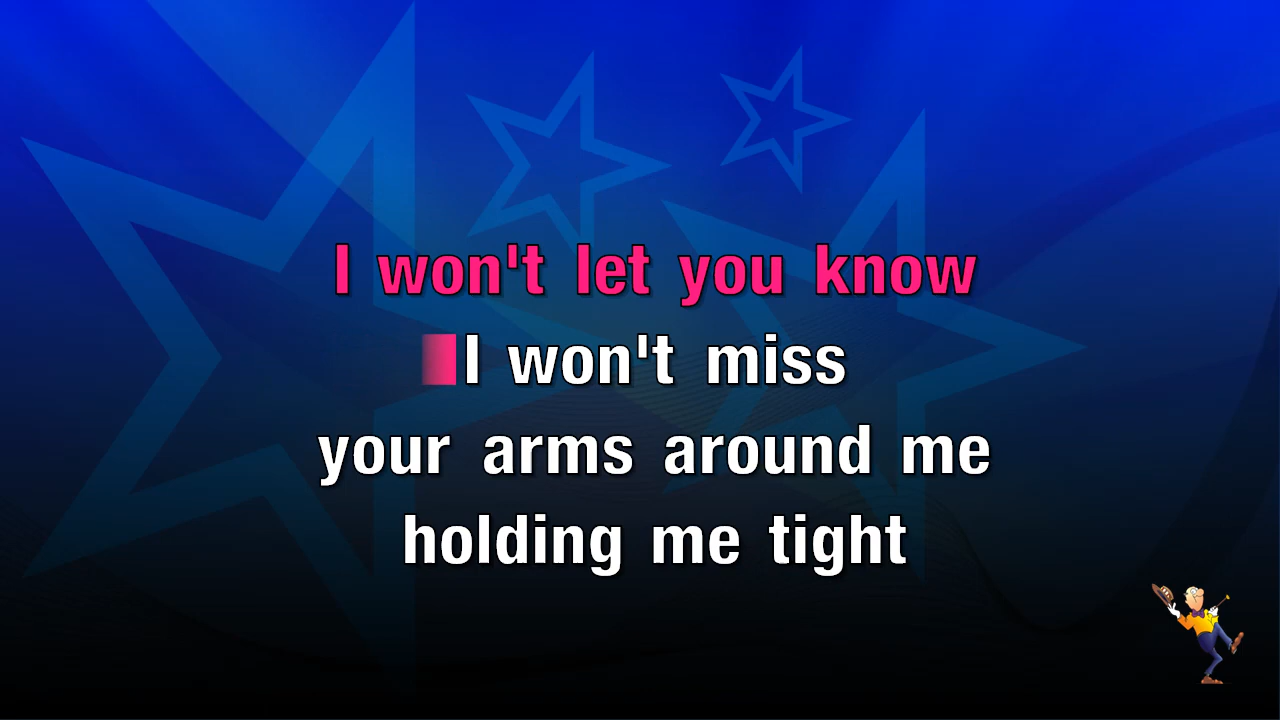 I won't let you know
I won't miss
your arms around me
holding me tight